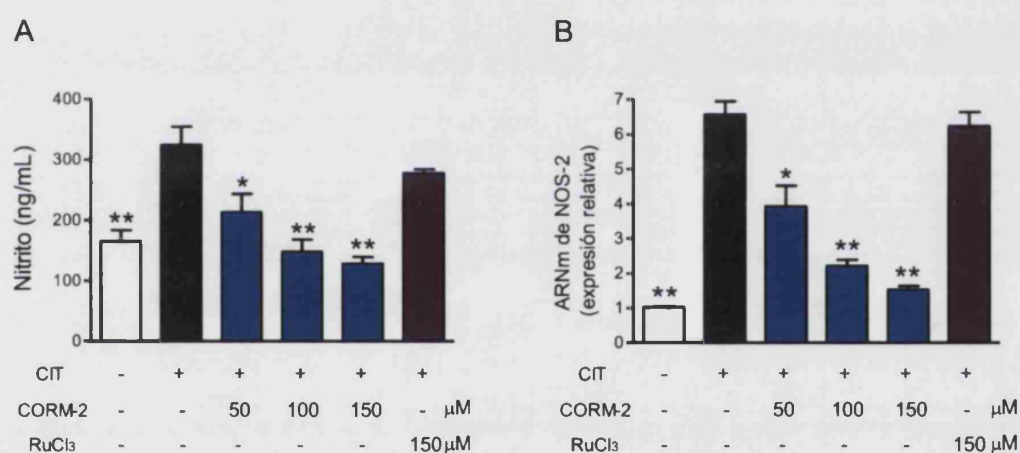 A
Nitrito (ng/mL)
400
300
200
100
0
**
*
**
**
CIT - + + + + +
CORM-2 - - 50 100 150 - µM
RuCl₃ - - - - - 150 µM
B
ARNm de NOS-2
(expresión relativa)
7
6
5
4
3
2
1
0
**
*
**
**
CIT - + + + + +
CORM-2 - - 50 100 150 - µM
RuCl₃ - - - - - 150 µM